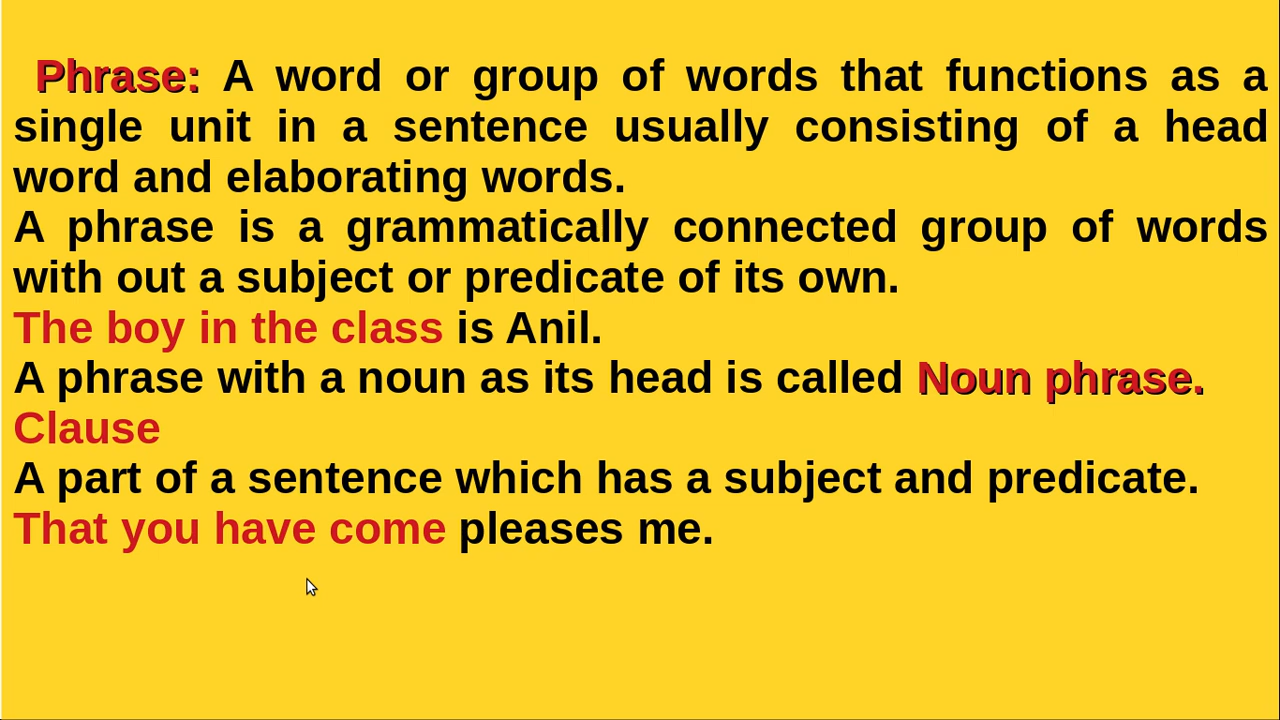 Phrase: A word or group of words that functions as a
single unit in a sentence usually consisting of a head
word and elaborating words.
A phrase is a grammatically connected group of words
with out a subject or predicate of its own.
The boy in the class is Anil.
A phrase with a noun as its head is called Noun phrase.
Clause
A part of a sentence which has a subject and predicate.
That you have come pleases me.